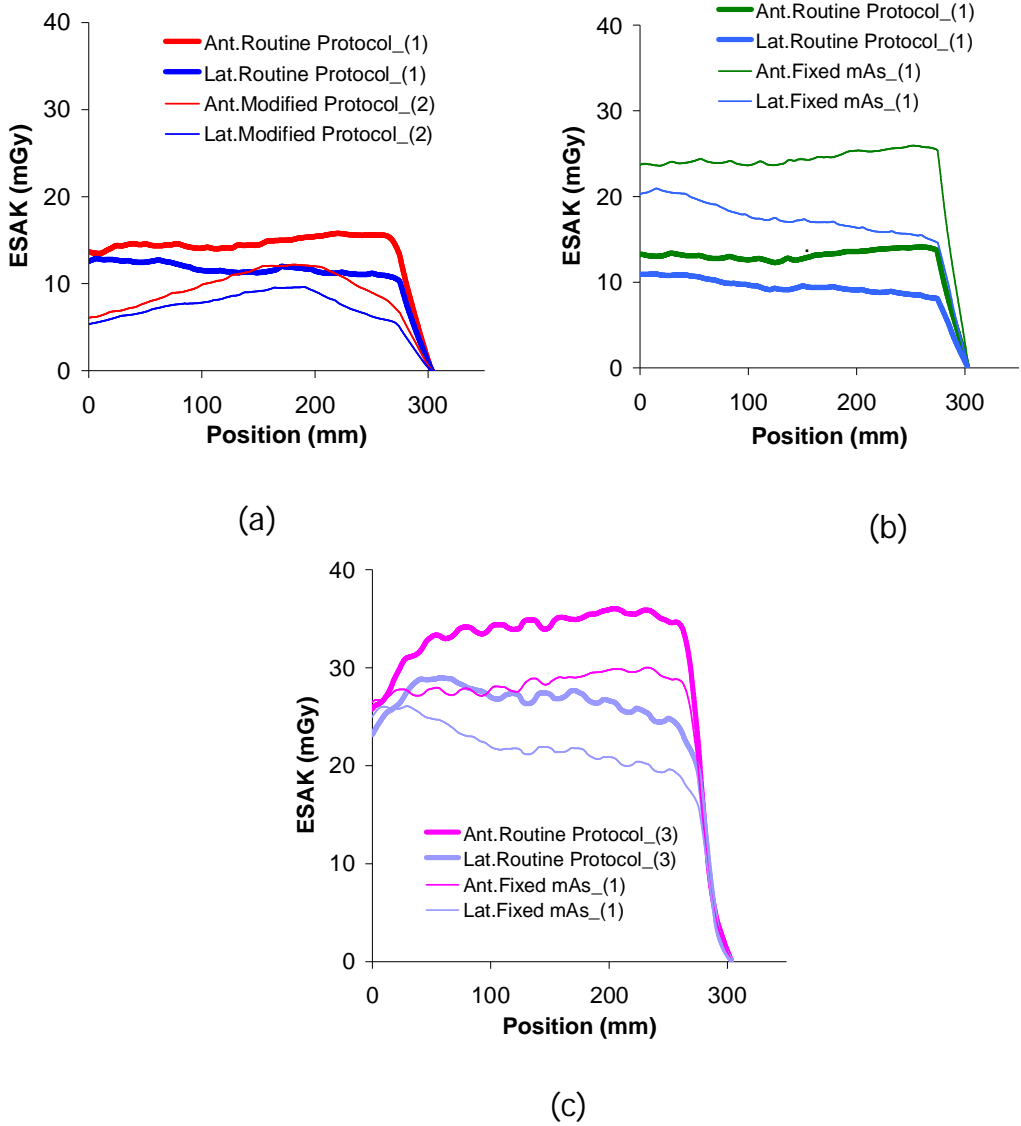 40
30
20
10
0
ESAK (mGy)
Ant.Routine Protocol_(1)
Lat.Routine Protocol_(1)
Ant.Modified Protocol_(2)
Lat.Modified Protocol_(2)
0 100 200 300
Position (mm)
(a)
40
30
20
10
0
ESAK (mGy)
Ant.Routine Protocol_(1)
Lat.Routine Protocol_(1)
Ant.Fixed mAs_(1)
Lat.Fixed mAs_(1)
0 100 200 300
Position (mm)
(b)
40
30
20
10
0
ESAK (mGy)
Ant.Routine Protocol_(3)
Lat.Routine Protocol_(3)
Ant.Fixed mAs_(1)
Lat.Fixed mAs_(1)
0 100 200 300
Position (mm)
(c)